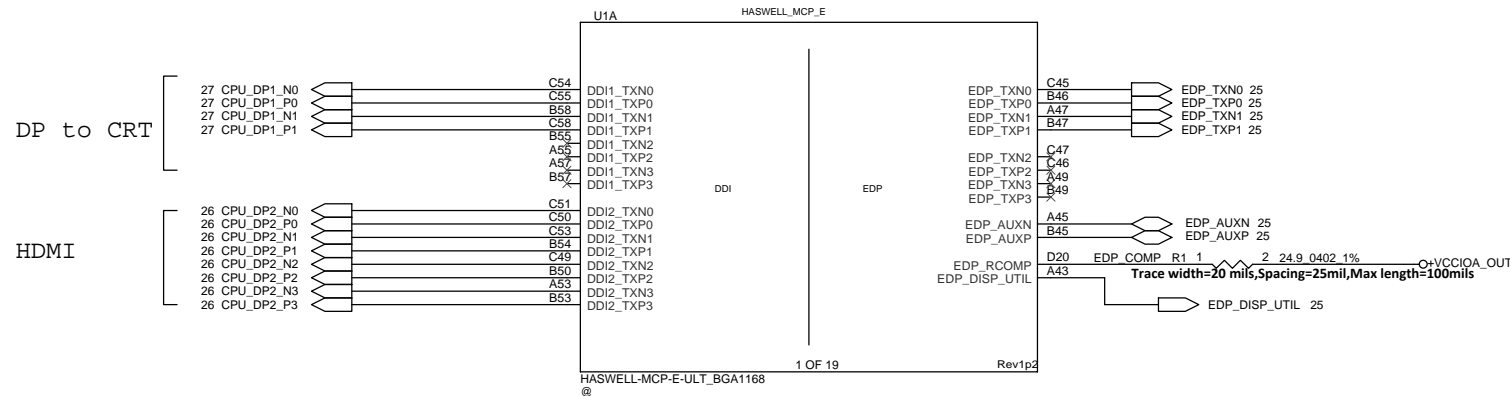 U1A
HASWELL_MCP_E
DP to CRT
27 CPU_DP1_N0
27 CPU_DP1_P0
27 CPU_DP1_N1
27 CPU_DP1_P1
C54 DDI1_TXN0
C55 DDI1_TXP0
B58 DDI1_TXN1
C58 DDI1_TXP1
B55 DDI1_TXN2
A55 DDI1_TXP2
A57 DDI1_TXN3
B57 DDI1_TXP3
HDMI
26 CPU_DP2_N0
26 CPU_DP2_P0
26 CPU_DP2_N1
26 CPU_DP2_P1
26 CPU_DP2_N2
26 CPU_DP2_P2
26 CPU_DP2_N3
26 CPU_DP2_P3
C51 DDI2_TXN0
C50 DDI2_TXP0
C53 DDI2_TXN1
B54 DDI2_TXP1
C49 DDI2_TXN2
B50 DDI2_TXP2
A53 DDI2_TXN3
B53 DDI2_TXP3
DDI
EDP
EDP_TXN0 C45 EDP_TXN0 25
EDP_TXP0 B46 EDP_TXP0 25
EDP_TXN1 A47 EDP_TXN1 25
EDP_TXP1 B47 EDP_TXP1 25
EDP_TXN2 C47
EDP_TXP2 C46
EDP_TXN3 A49
EDP_TXP3 B49
EDP_AUXN A45 EDP_AUXN 25
EDP_AUXP B45 EDP_AUXP 25
EDP_RCOMP D20 EDP_COMP R1 1 2 24.9_0402_1% +VCCIOA_OUT
Trace width=20 mils,Spacing=25mil,Max length=100mils
EDP_DISP_UTIL A43 EDP_DISP_UTIL 25
1 OF 19
Rev1p2
HASWELL-MCP-E-ULT_BGA1168
@